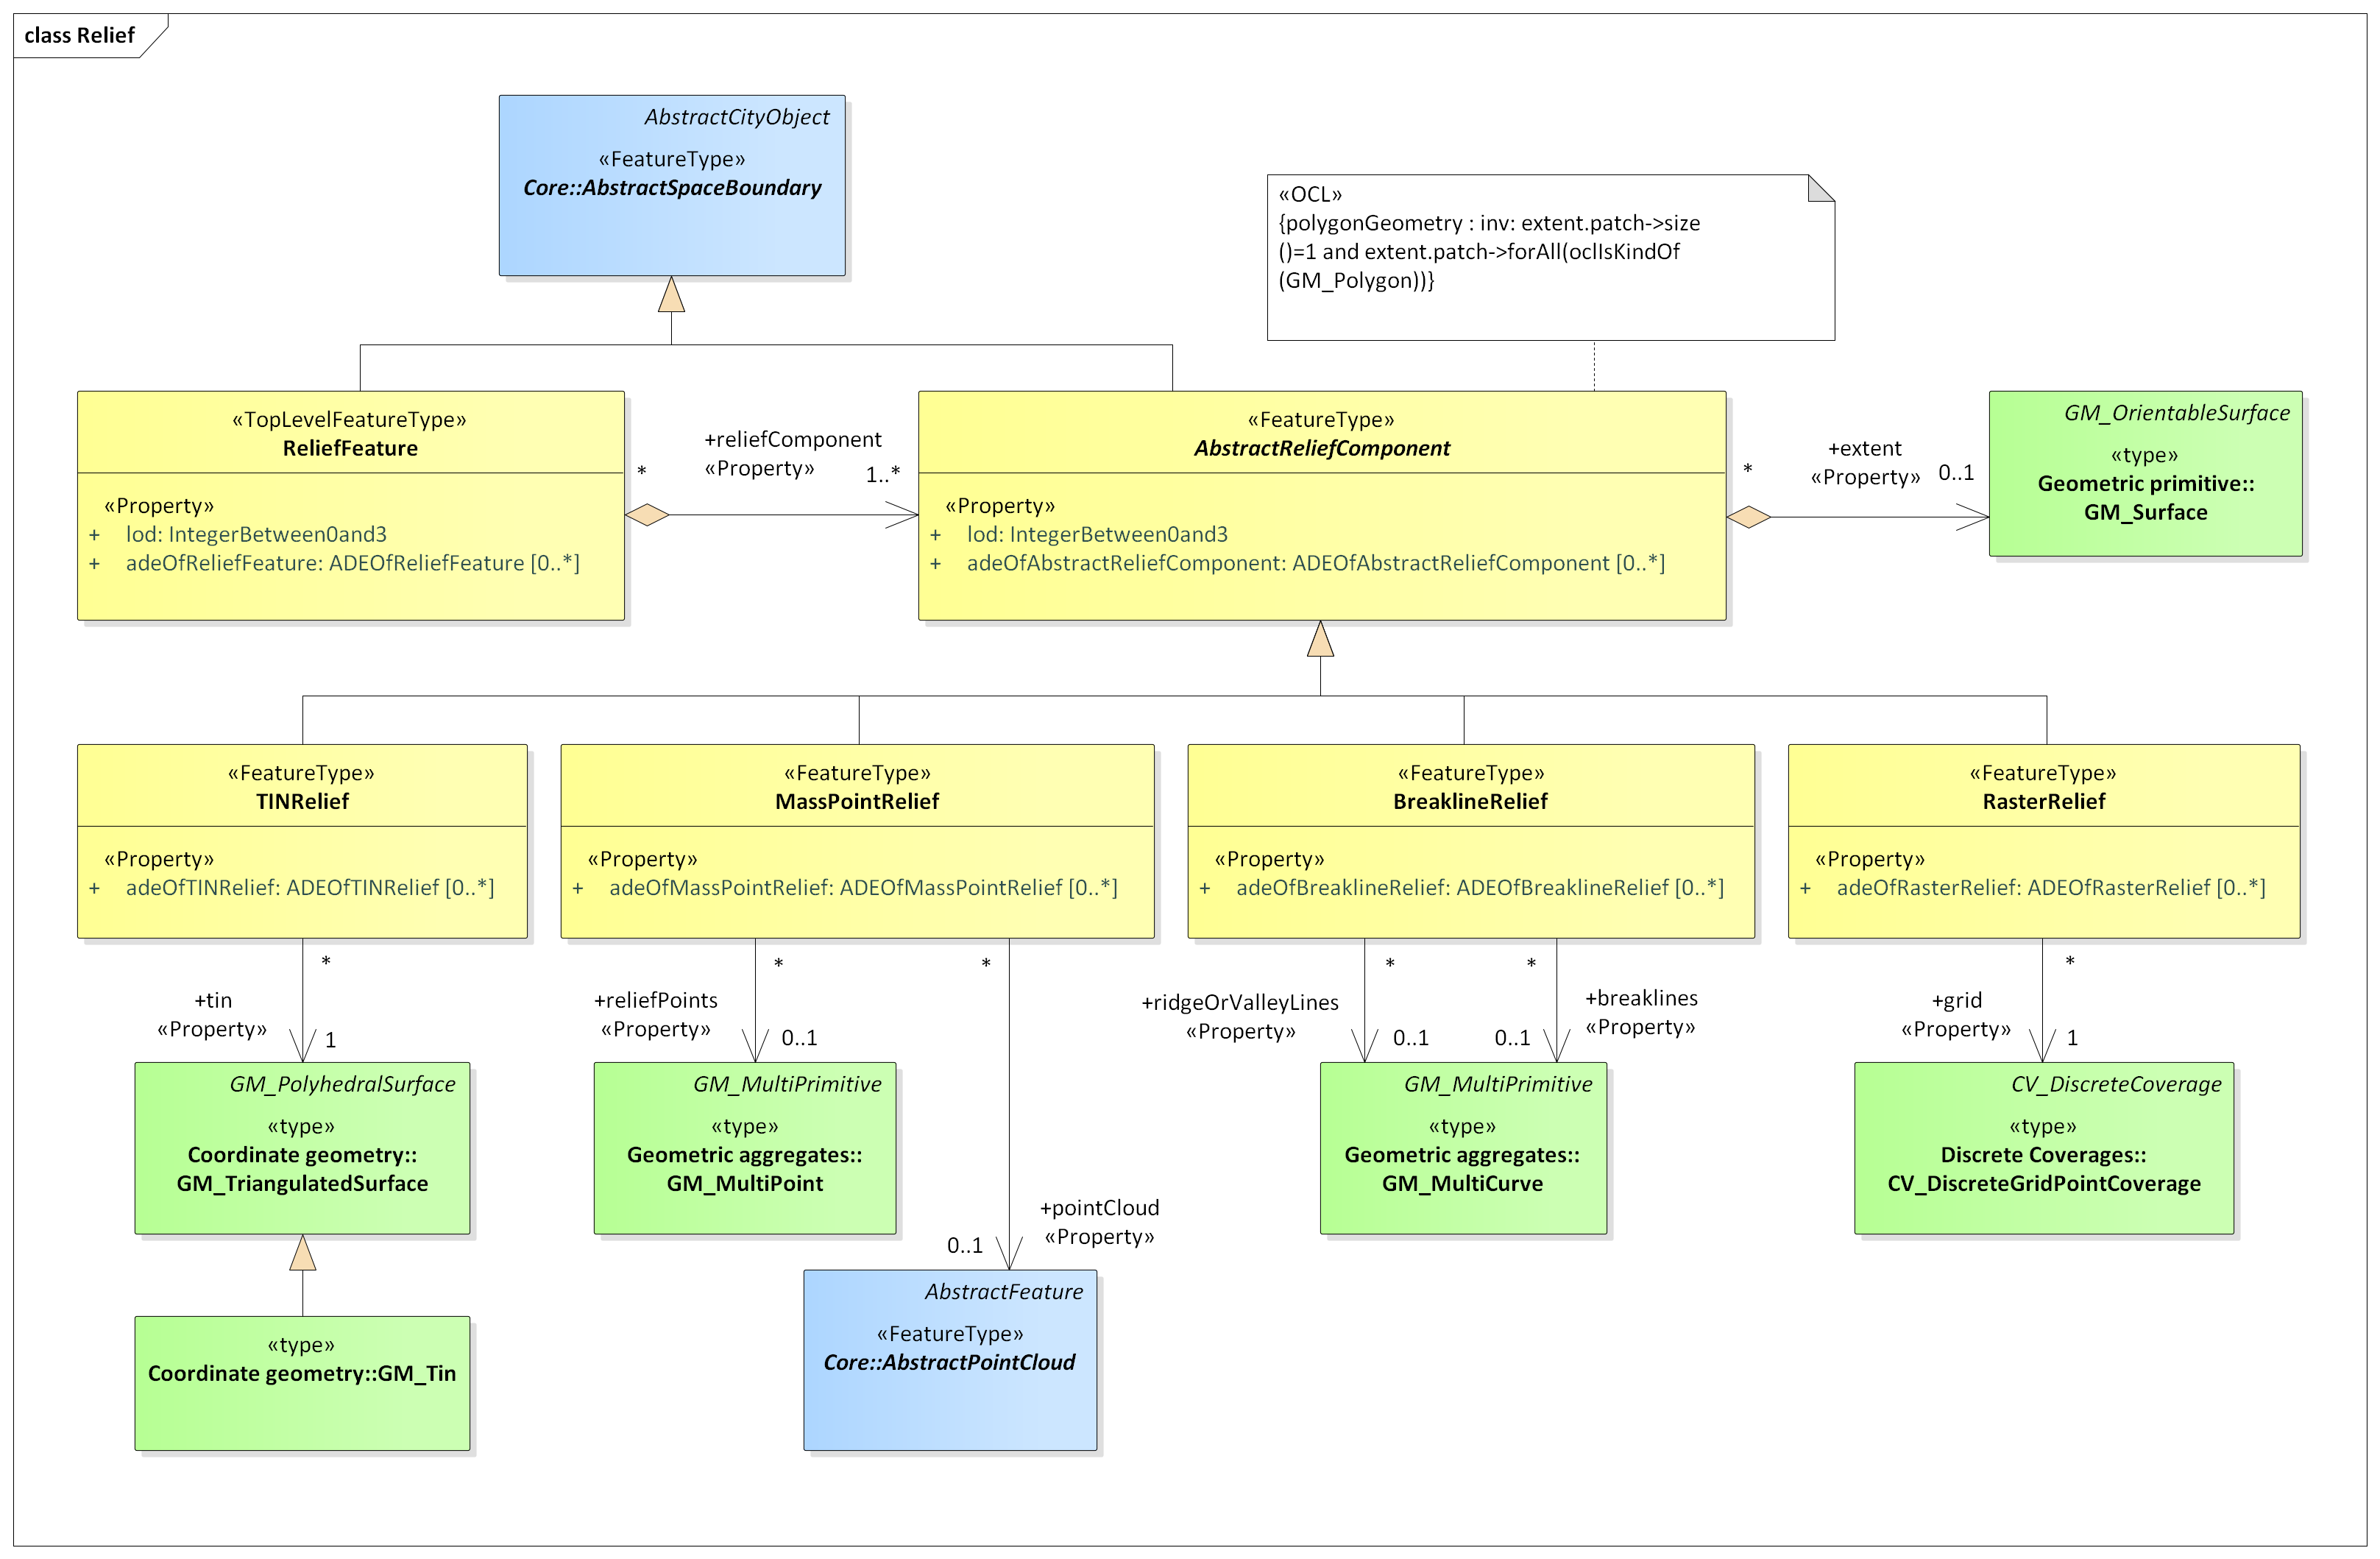 class Relief
AbstractCityObject
«FeatureType»
Core::AbstractSpaceBoundary
«OCL»
{polygonGeometry : inv: extent.patch->size
()=1 and extent.patch->forAll(oclIsKindOf
(GM_Polygon))}
«TopLevelFeatureType»
ReliefFeature
«Property»
+ lod: IntegerBetween0and3
+ adeOfReliefFeature: ADEOfReliefFeature [0..*]
*
+reliefComponent
«Property»
1..*
«FeatureType»
AbstractReliefComponent
«Property»
+ lod: IntegerBetween0and3
+ adeOfAbstractReliefComponent: ADEOfAbstractReliefComponent [0..*]
*
+extent
«Property»
0..1
GM_OrientableSurface
«type»
Geometric primitive::
GM_Surface
«FeatureType»
TINRelief
«Property»
+ adeOfTINRelief: ADEOfTINRelief [0..*]
«FeatureType»
MassPointRelief
«Property»
+ adeOfMassPointRelief: ADEOfMassPointRelief [0..*]
«FeatureType»
BreaklineRelief
«Property»
+ adeOfBreaklineRelief: ADEOfBreaklineRelief [0..*]
«FeatureType»
RasterRelief
«Property»
+ adeOfRasterRelief: ADEOfRasterRelief [0..*]
*
+tin
«Property»
1
*
+reliefPoints
«Property»
0..1
*
+pointCloud
«Property»
0..1
*
+ridgeOrValleyLines
«Property»
0..1
*
+breaklines
«Property»
0..1
*
+grid
«Property»
1
GM_PolyhedralSurface
«type»
Coordinate geometry::
GM_TriangulatedSurface
GM_MultiPrimitive
«type»
Geometric aggregates::
GM_MultiPoint
GM_MultiPrimitive
«type»
Geometric aggregates::
GM_MultiCurve
CV_DiscreteCoverage
«type»
Discrete Coverages::
CV_DiscreteGridPointCoverage
«type»
Coordinate geometry::GM_Tin
AbstractFeature
«FeatureType»
Core::AbstractPointCloud